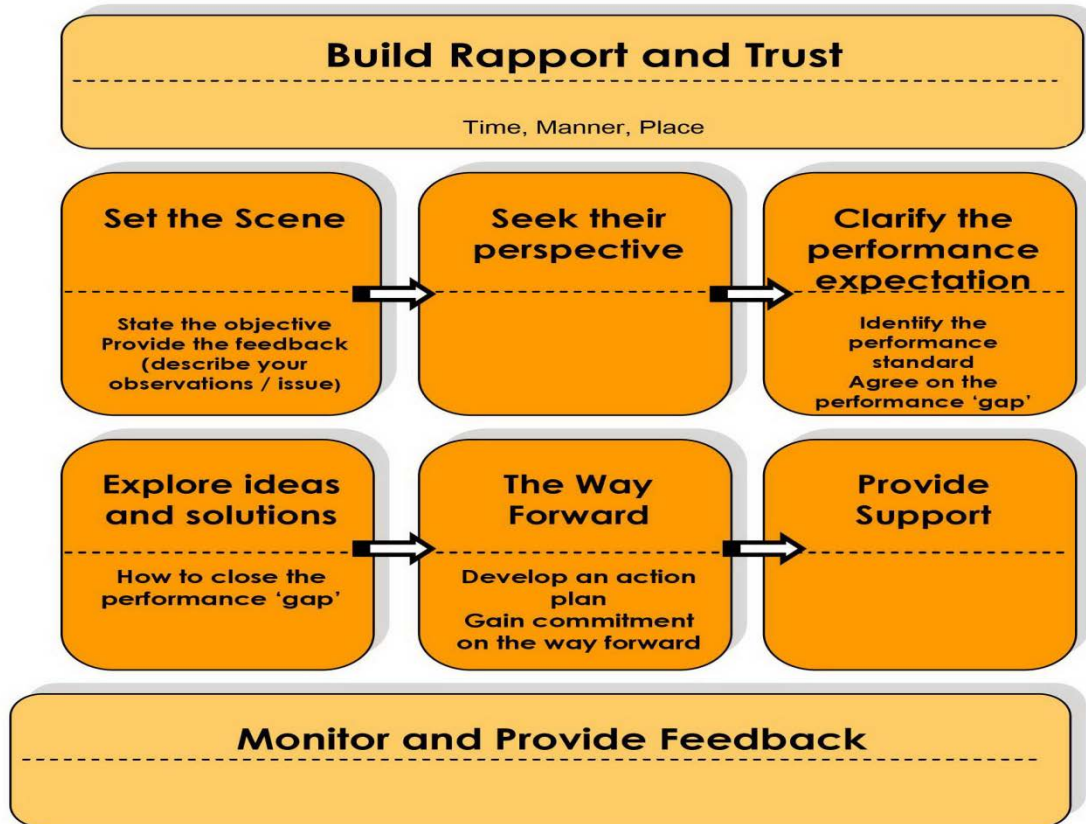 Build Rapport and Trust
Time, Manner, Place
Set the Scene
State the objective
Provide the feedback
(describe your
observations / issue)
Seek their
perspective
Clarify the
performance
expectation
Identify the
performance
standard
Agree on the
performance ‘gap’
Explore ideas
and solutions
How to close the
performance ‘gap’
The Way
Forward
Develop an action
plan
Gain commitment
on the way forward
Provide
Support
Monitor and Provide Feedback